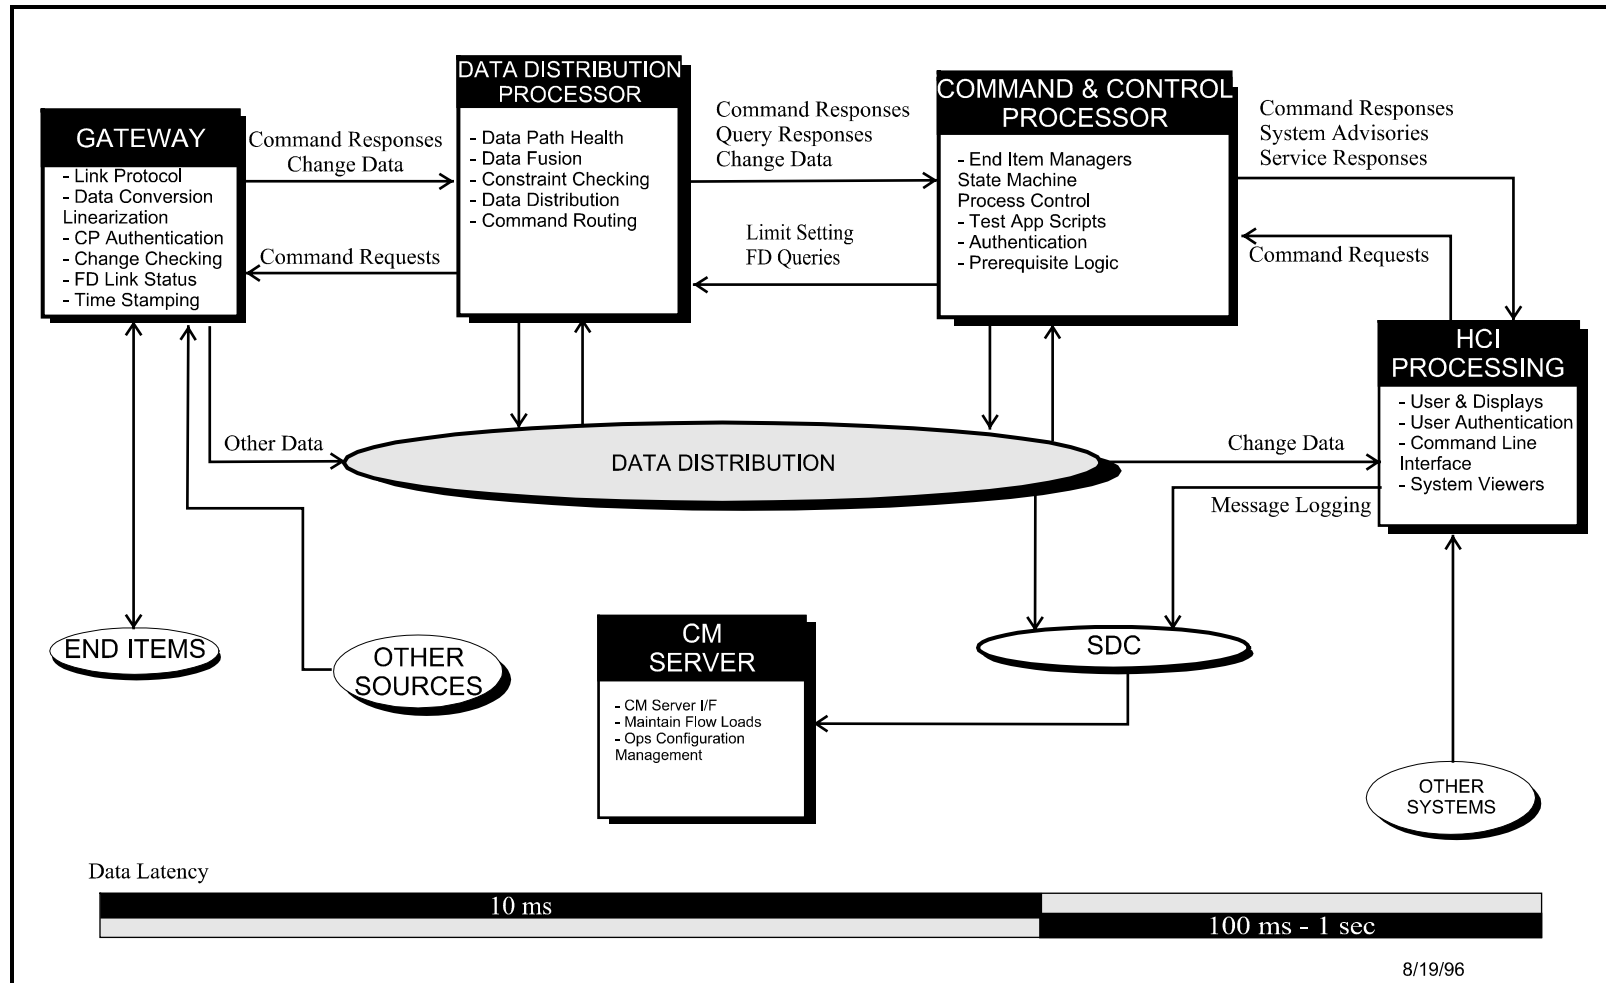 GATEWAY
- Link Protocol
- Data Conversion
Linearization
- CP Authentication
- Change Checking
- FD Link Status
- Time Stamping
Command Responses
Change Data
Command Requests
DATA DISTRIBUTION
PROCESSOR
- Data Path Health
- Data Fusion
- Constraint Checking
- Data Distribution
- Command Routing
Command Responses
Query Responses
Change Data
Limit Setting
FD Queries
COMMAND & CONTROL
PROCESSOR
- End Item Managers
State Machine
Process Control
- Test App Scripts
- Authentication
- Prerequisite Logic
Command Responses
System Advisories
Service Responses
Command Requests
HCI
PROCESSING
- User & Displays
- User Authentication
- Command Line
Interface
- System Viewers
Other Data
DATA DISTRIBUTION
Change Data
Message Logging
END ITEMS
OTHER
SOURCES
CM
SERVER
- CM Server I/F
- Maintain Flow Loads
- Ops Configuration
Management
SDC
OTHER
SYSTEMS
Data Latency
10 ms
100 ms - 1 sec
8/19/96